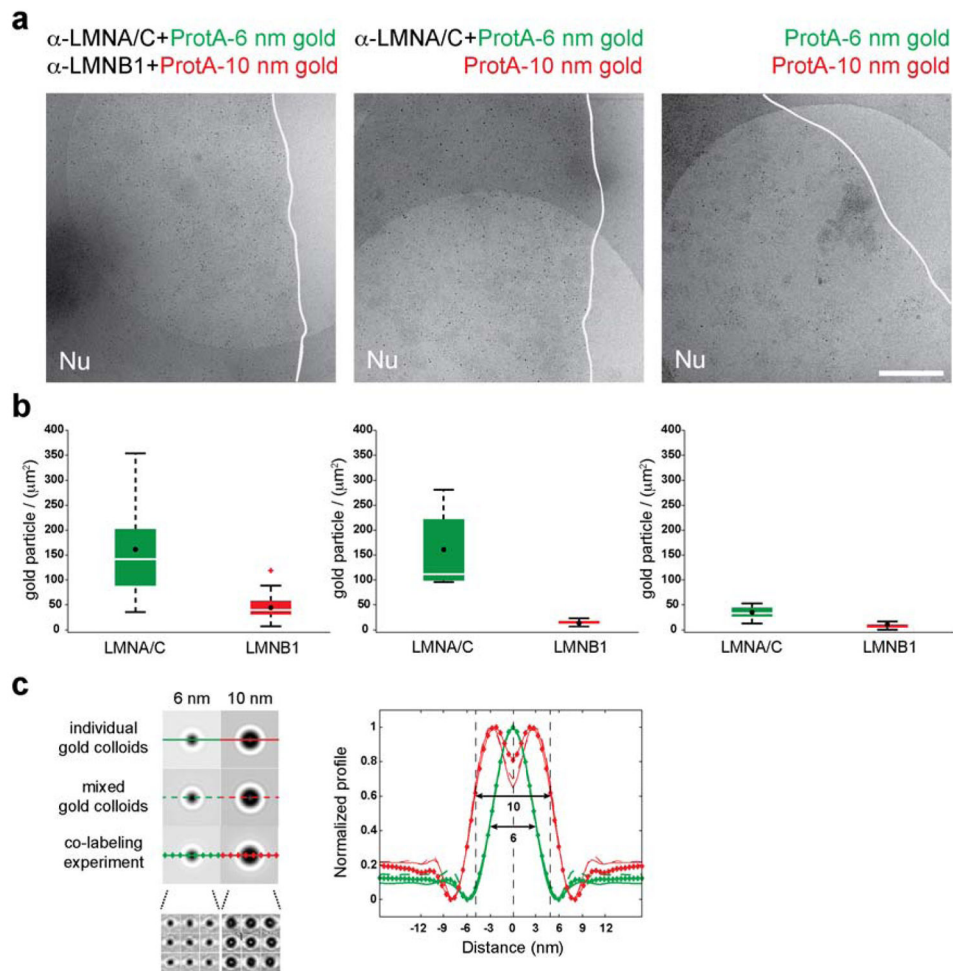 a
α-LMNA/C+ProtA-6 nm gold
α-LMNB1+ProtA-10 nm gold
α-LMNA/C+ProtA-6 nm gold
ProtA-10 nm gold
ProtA-6 nm gold
ProtA-10 nm gold
Nu
Nu
Nu
b
gold particle / (μm²)
400
350
300
250
200
150
100
50
0
LMNA/C
LMNB1
gold particle / (μm²)
400
350
300
250
200
150
100
50
0
LMNA/C
LMNB1
gold particle / (μm²)
400
350
300
250
200
150
100
50
0
LMNA/C
LMNB1
c
6 nm
10 nm
individual
gold colloids
mixed
gold colloids
co-labeling
experiment
Normalized profile
1
0.8
0.6
0.4
0.2
0
10
6
-12
-9
-6
-3
0
3
6
9
12
Distance (nm)